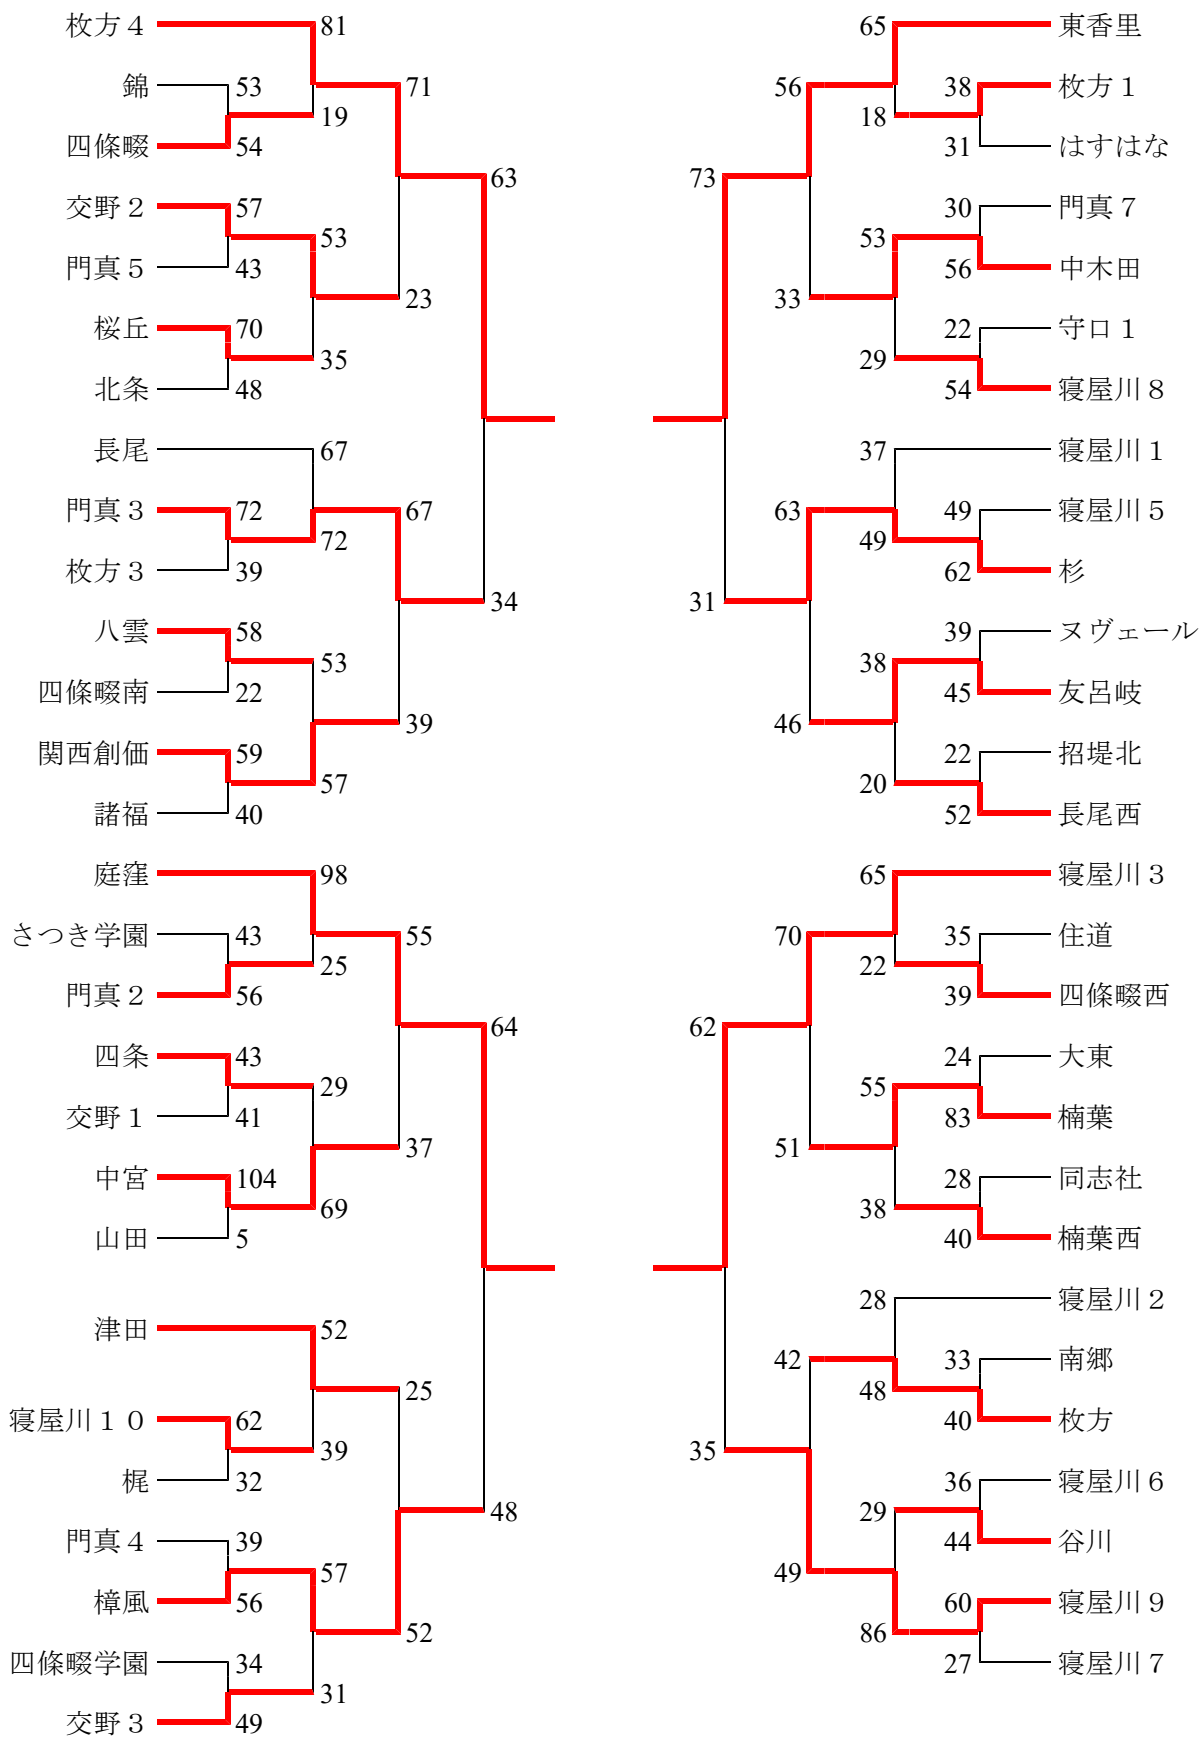 枚方４ 81 65 東香里
錦 53 71 56 38 枚方１
19 18
四條畷 54 31 はすはな
63 73
交野２ 57 30 門真７
53 53
門真５ 43 56 中木田
23 33
桜丘 70 22 守口１
35 29
北条 48 54 寝屋川８
長尾 67 37 寝屋川１
門真３ 72 67 63 49 寝屋川５
72 49
枚方３ 39 62 杉
34 31
八雲 58 39 ヌヴェール
53 38
四條畷南 22 45 友呂岐
39 46
関西創価 59 22 招堤北
57 20
諸福 40 52 長尾西
庭窪 98 65 寝屋川３
さつき学園 43 55 70 35 住道
25 22
門真２ 56 39 四條畷西
64 62
四条 43 24 大東
29 55
交野１ 41 83 楠葉
37 51
中宮 104 28 同志社
69 38
山田 5 40 楠葉西
28 寝屋川２
津田 52
42 33 南郷
25 48
寝屋川１０ 62 40 枚方
39 35
梶 32 36 寝屋川６
48 29
門真４ 39 44 谷川
57 49
樟風 56 60 寝屋川９
52 86
四條畷学園 34 27 寝屋川７
31
交野３ 49